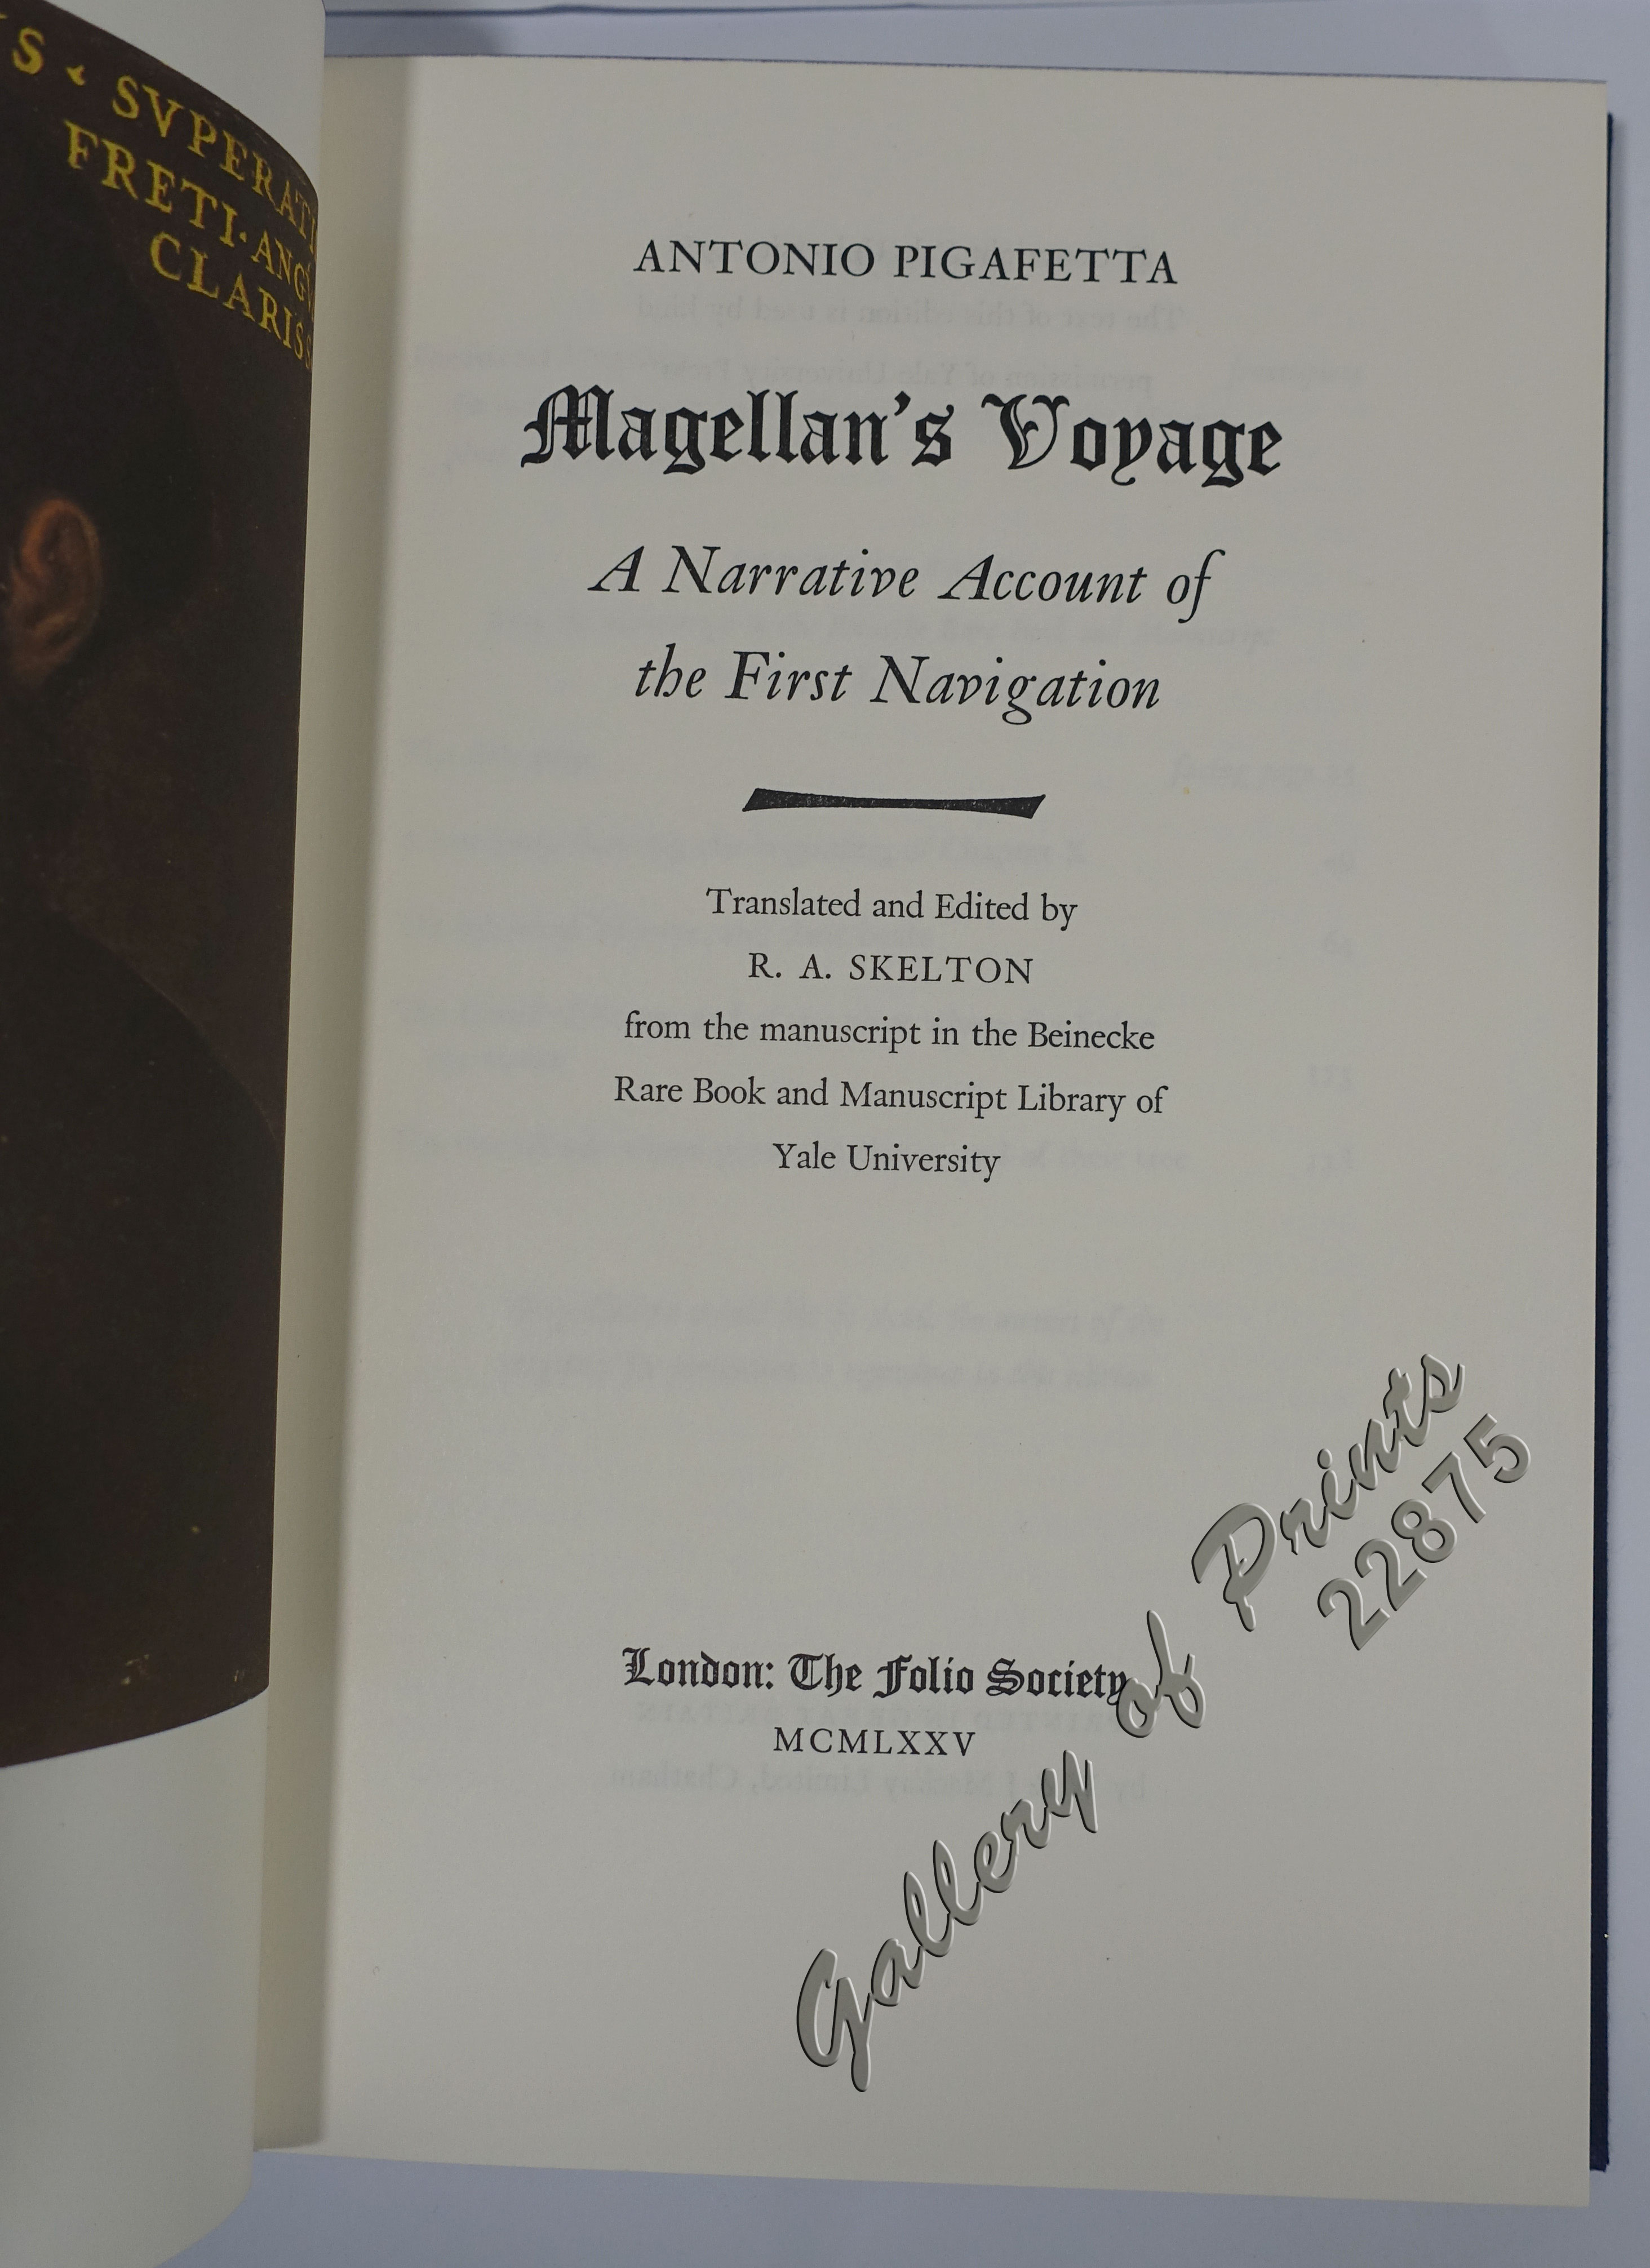 S · SVPERATI
FRETI · ANGV
CLARISS
ANTONIO PIGAFETTA
Magellan's Voyage
A Narrative Account of
the First Navigation
Translated and Edited by
R. A. SKELTON
from the manuscript in the Beinecke
Rare Book and Manuscript Library of
Yale University
London: The Folio Society
MCMLXXV
Gallery of Prints
22875